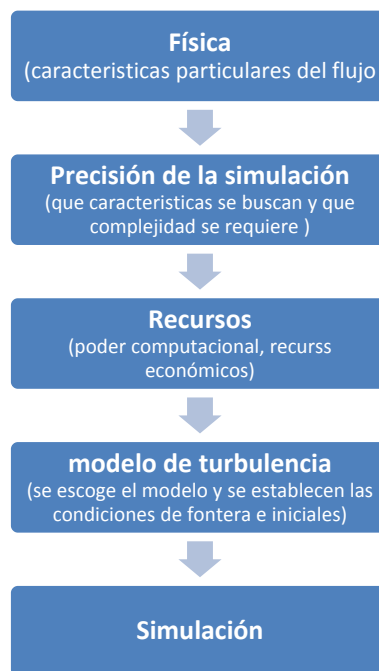 Física
(caracteristicas particulares del flujo
Precisión de la simulación
(que caracteristicas se buscan y que
complejidad se requiere )
Recursos
(poder computacional, recurss
económicos)
modelo de turbulencia
(se escoge el modelo y se establecen las
condiciones de fontera e iniciales)
Simulación